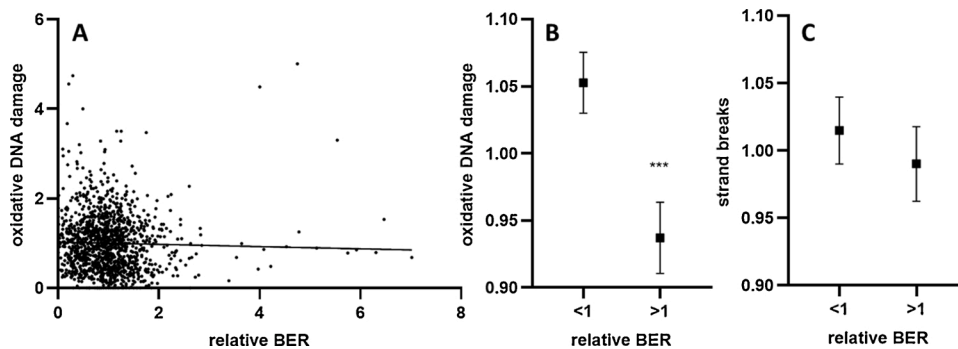 A
oxidative DNA damage
6
4
2
0
0 2 4 6 8
relative BER
B
oxidative DNA damage
1.10
1.05
1.00
0.95
0.90
***
<1 >1
relative BER
C
strand breaks
1.10
1.05
1.00
0.95
0.90
<1 >1
relative BER